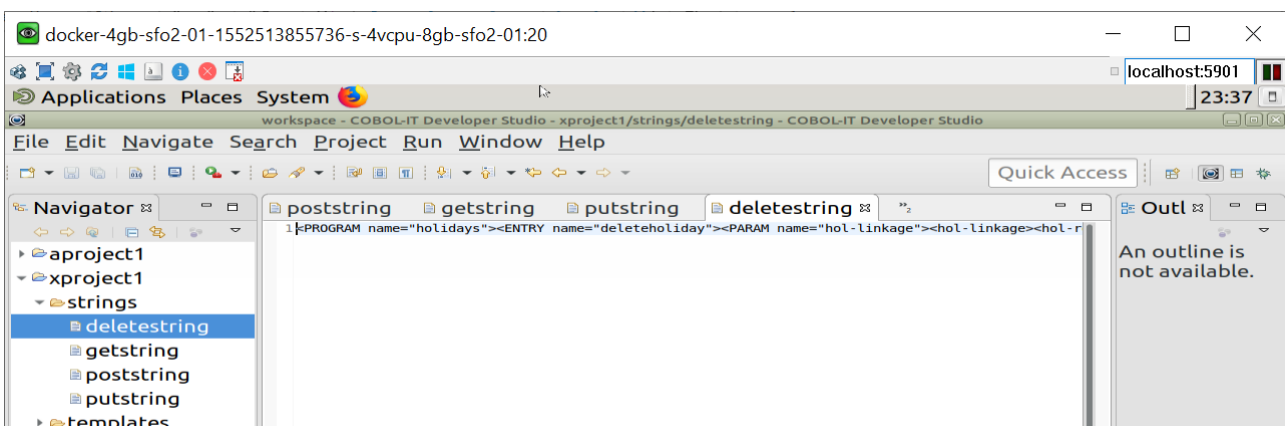 docker-4gb-sfo2-01-1552513855736-s-4vcpu-8gb-sfo2-01:20
localhost:5901
Applications Places System
23:37
workspace - COBOL-IT Developer Studio - xproject1/strings/deletestring - COBOL-IT Developer Studio
File Edit Navigate Search Project Run Window Help
Quick Access
Navigator
poststring getstring putstring deletestring »2
Outl
1 <PROGRAM name="holidays"><ENTRY name="deleteholiday"><PARAM name="hol-linkage"><hol-linkage><hol-r
aproject1
xproject1
strings
deletestring
getstring
poststring
putstring
templates
An outline is
not available.